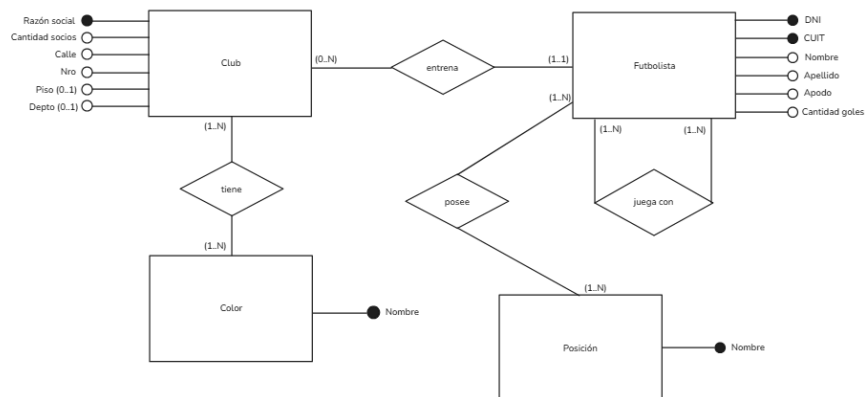 Razón social
Cantidad socios
Calle
Nro
Piso (0..1)
Depto (0..1)
Club
(0..N)
entrena
(1..1)
Futbolista
DNI
CUIT
Nombre
Apellido
Apodo
Cantidad goles
(1..N)
(1..N)
(1..N)
(1..N)
tiene
posee
juega con
(1..N)
(1..N)
Color
Nombre
Posición
Nombre